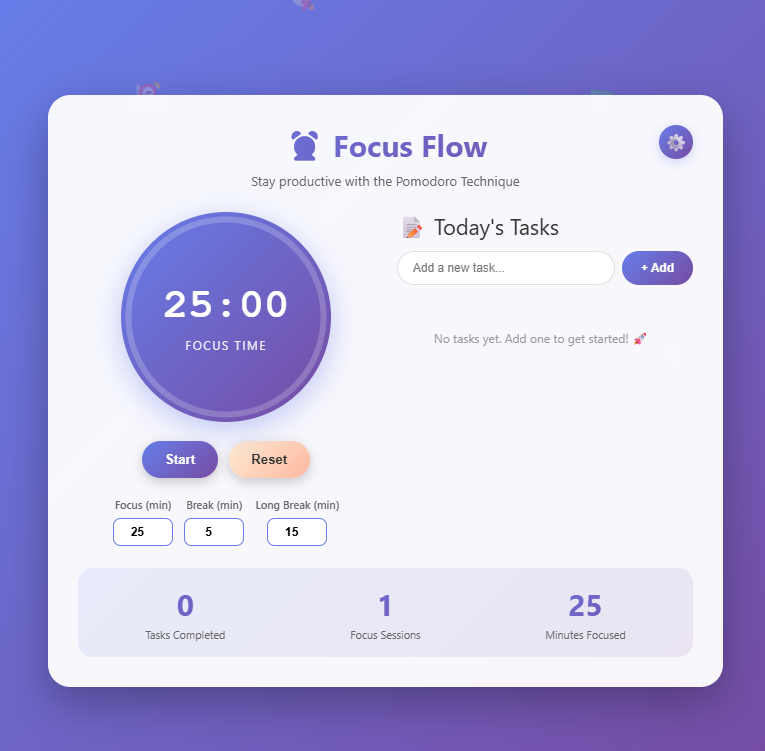 Focus Flow
Stay productive with the Pomodoro Technique
25:00
FOCUS TIME
Start
Reset
Focus (min)
Break (min)
Long Break (min)
25
5
15
📝 Today's Tasks
Add a new task...
+ Add
No tasks yet. Add one to get started! 🚀
0
Tasks Completed
1
Focus Sessions
25
Minutes Focused